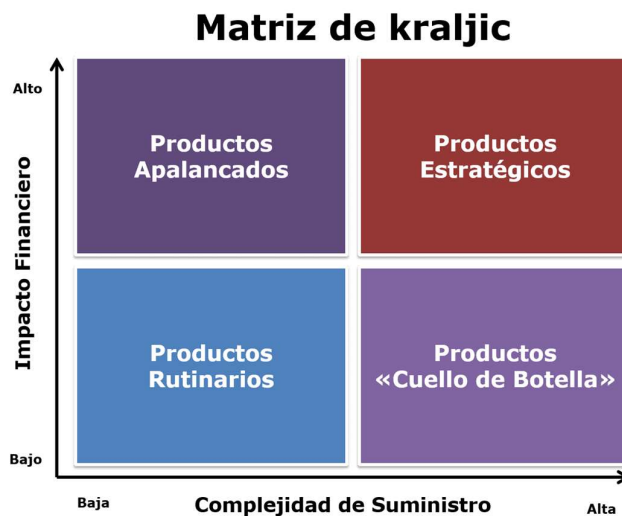 Matriz de kraljic
Alto
Impacto Financiero
Bajo
Productos
Apalancados
Productos
Estratégicos
Productos
Rutinarios
Productos
«Cuello de Botella»
Baja
Complejidad de Suministro
Alta